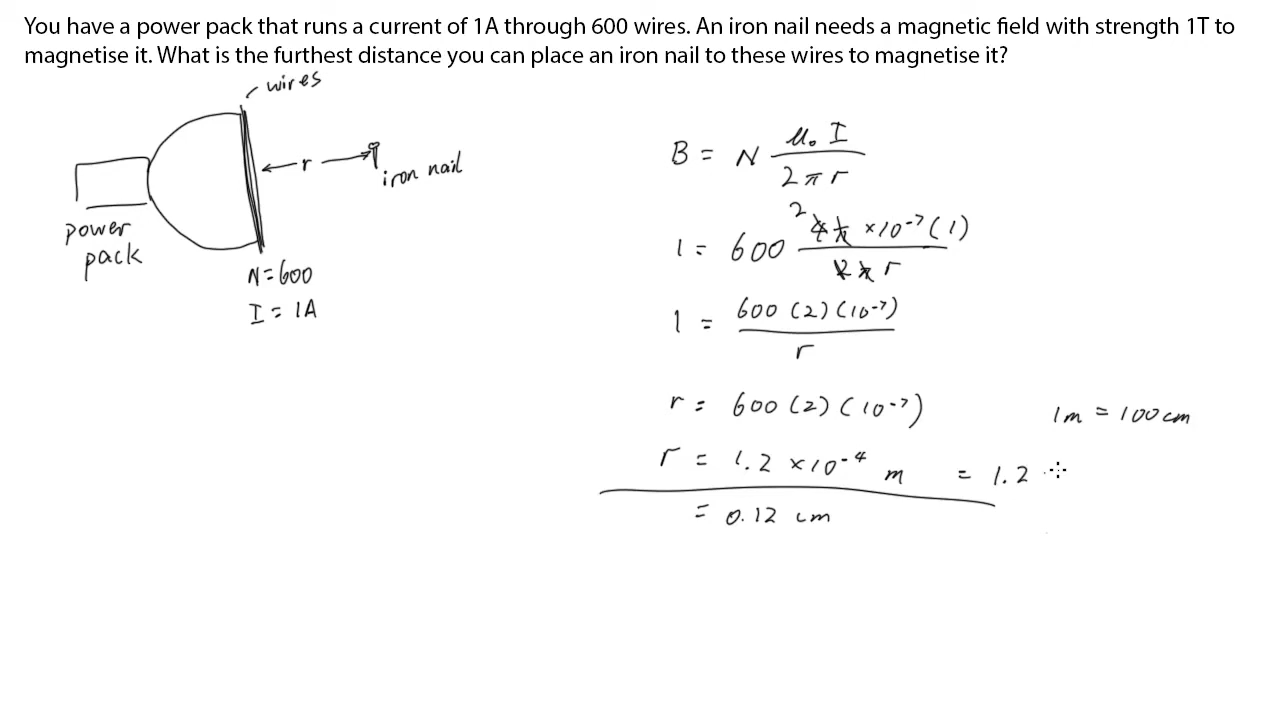 You have a power pack that runs a current of 1A through 600 wires. An iron nail needs a magnetic field with strength 1T to
magnetise it. What is the furthest distance you can place an iron nail to these wires to magnetise it?
wires
r
iron nail
power
pack
N=600
I = 1A
B = N μ₀ I / 2 π r
1 = 600 2 4π ×10⁻⁷ (1) / 2 π r
1 = 600 (2) (10⁻⁷) / r
r = 600 (2) (10⁻⁷)
1m = 100cm
r = 1.2 ×10⁻⁴ m = 1.2
= 0.12 cm